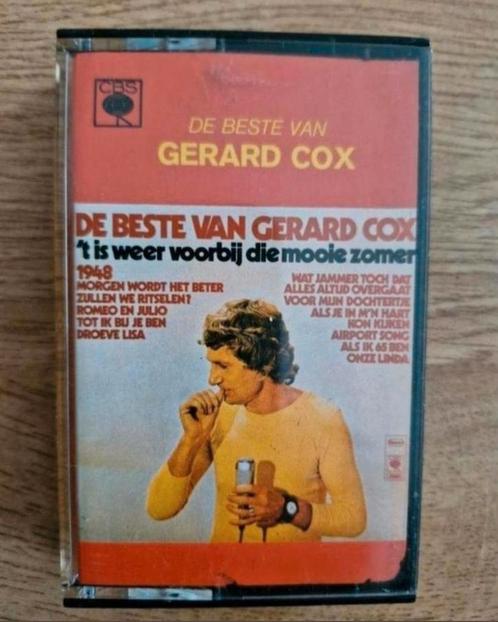 CBS
DE BESTE VAN
GERARD COX
DE BESTE VAN GERARD COX
't is weer voorbij die mooie zomer
1948
MORGEN WORDT HET BETER
ZULLEN WE RITSELEN?
ROMEO EN JULIO
TOT IK BIJ JE BEN
DROEVE LISA
WAT JAMMER TOCH DAT
ALLES ALTIJD OVERGAAT
VOOR MIJN DOCHTERTJE
ALS JE IN M'N HART
KON KIJKEN
AIRPORT SONG
ALS IK 65 BEN
ONZE LINDA